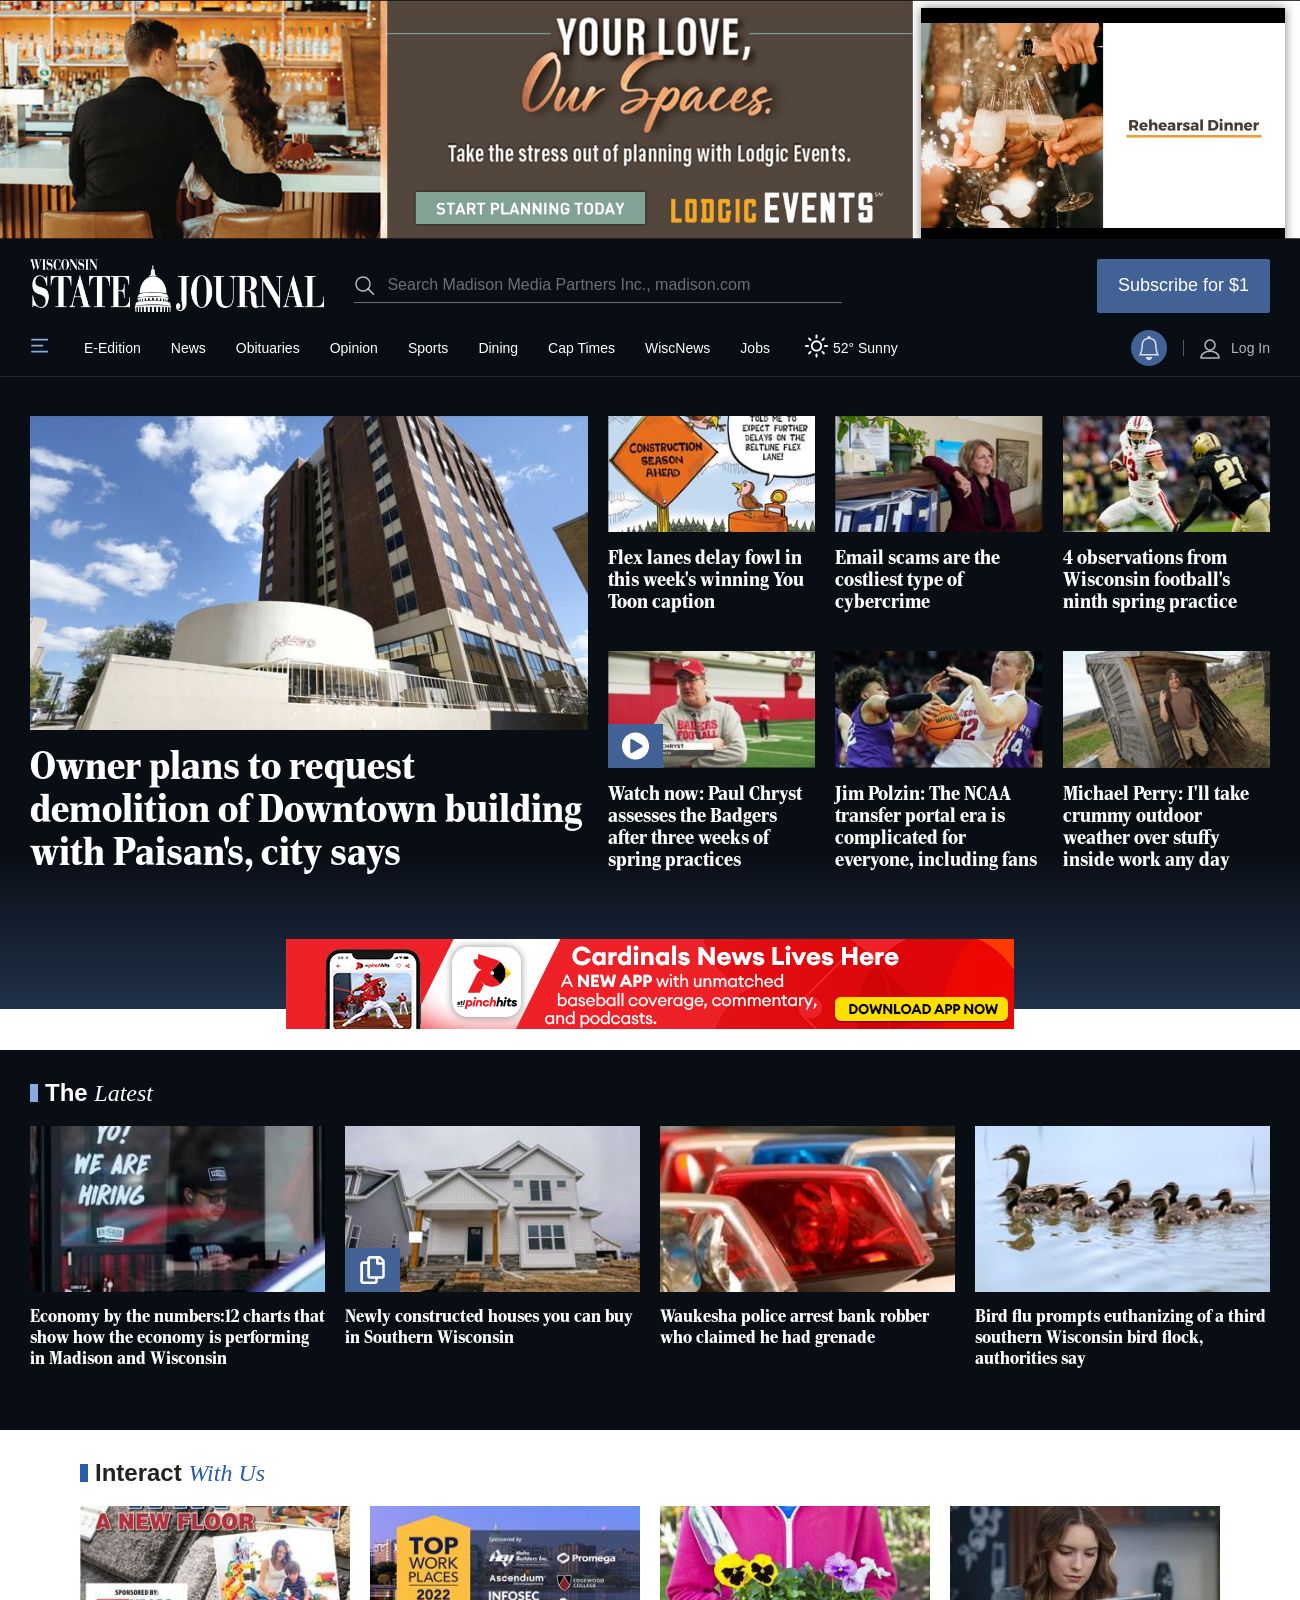 YOUR LOVE,
Our Spaces.
Take the stress out of planning with Lodgic Events.
START PLANNING TODAY
LODGIC EVENTS
Rehearsal Dinner
WISCONSIN
STATE JOURNAL
Search Madison Media Partners Inc., madison.com
Subscribe for $1
E-Edition News Obituaries Opinion Sports Dining Cap Times WiscNews Jobs 52° Sunny Log In
TOLD ME TO
EXPECT FURTHER
DELAYS ON THE
BELTLINE FLEX
LANE!
CONSTRUCTION
SEASON
AHEAD
Flex lanes delay fowl in
this week's winning You
Toon caption
Email scams are the
costliest type of
cybercrime
21
4 observations from
Wisconsin football's
ninth spring practice
Owner plans to request
demolition of Downtown building
with Paisan's, city says
BADGERS
FOOTBALL
CHRYST
Watch now: Paul Chryst
assesses the Badgers
after three weeks of
spring practices
22
Jim Polzin: The NCAA
transfer portal era is
complicated for
everyone, including fans
Michael Perry: I'll take
crummy outdoor
weather over stuffy
inside work any day
pinchhits
stlpinchhits
Cardinals News Lives Here
A NEW APP with unmatched
baseball coverage, commentary,
and podcasts.
DOWNLOAD APP NOW
The Latest
YO!
WE ARE
HIRING
Economy by the numbers:12 charts that
show how the economy is performing
in Madison and Wisconsin
Newly constructed houses you can buy
in Southern Wisconsin
Waukesha police arrest bank robber
who claimed he had grenade
Bird flu prompts euthanizing of a third
southern Wisconsin bird flock,
authorities say
Interact With Us
A NEW FLOOR
SPONSORED BY:
TOP
WORK
PLACES
2022
Sponsored by
Holtz
Builders Inc.
Promega
Ascendium
EDGEWOOD
COLLEGE
INFOSEC